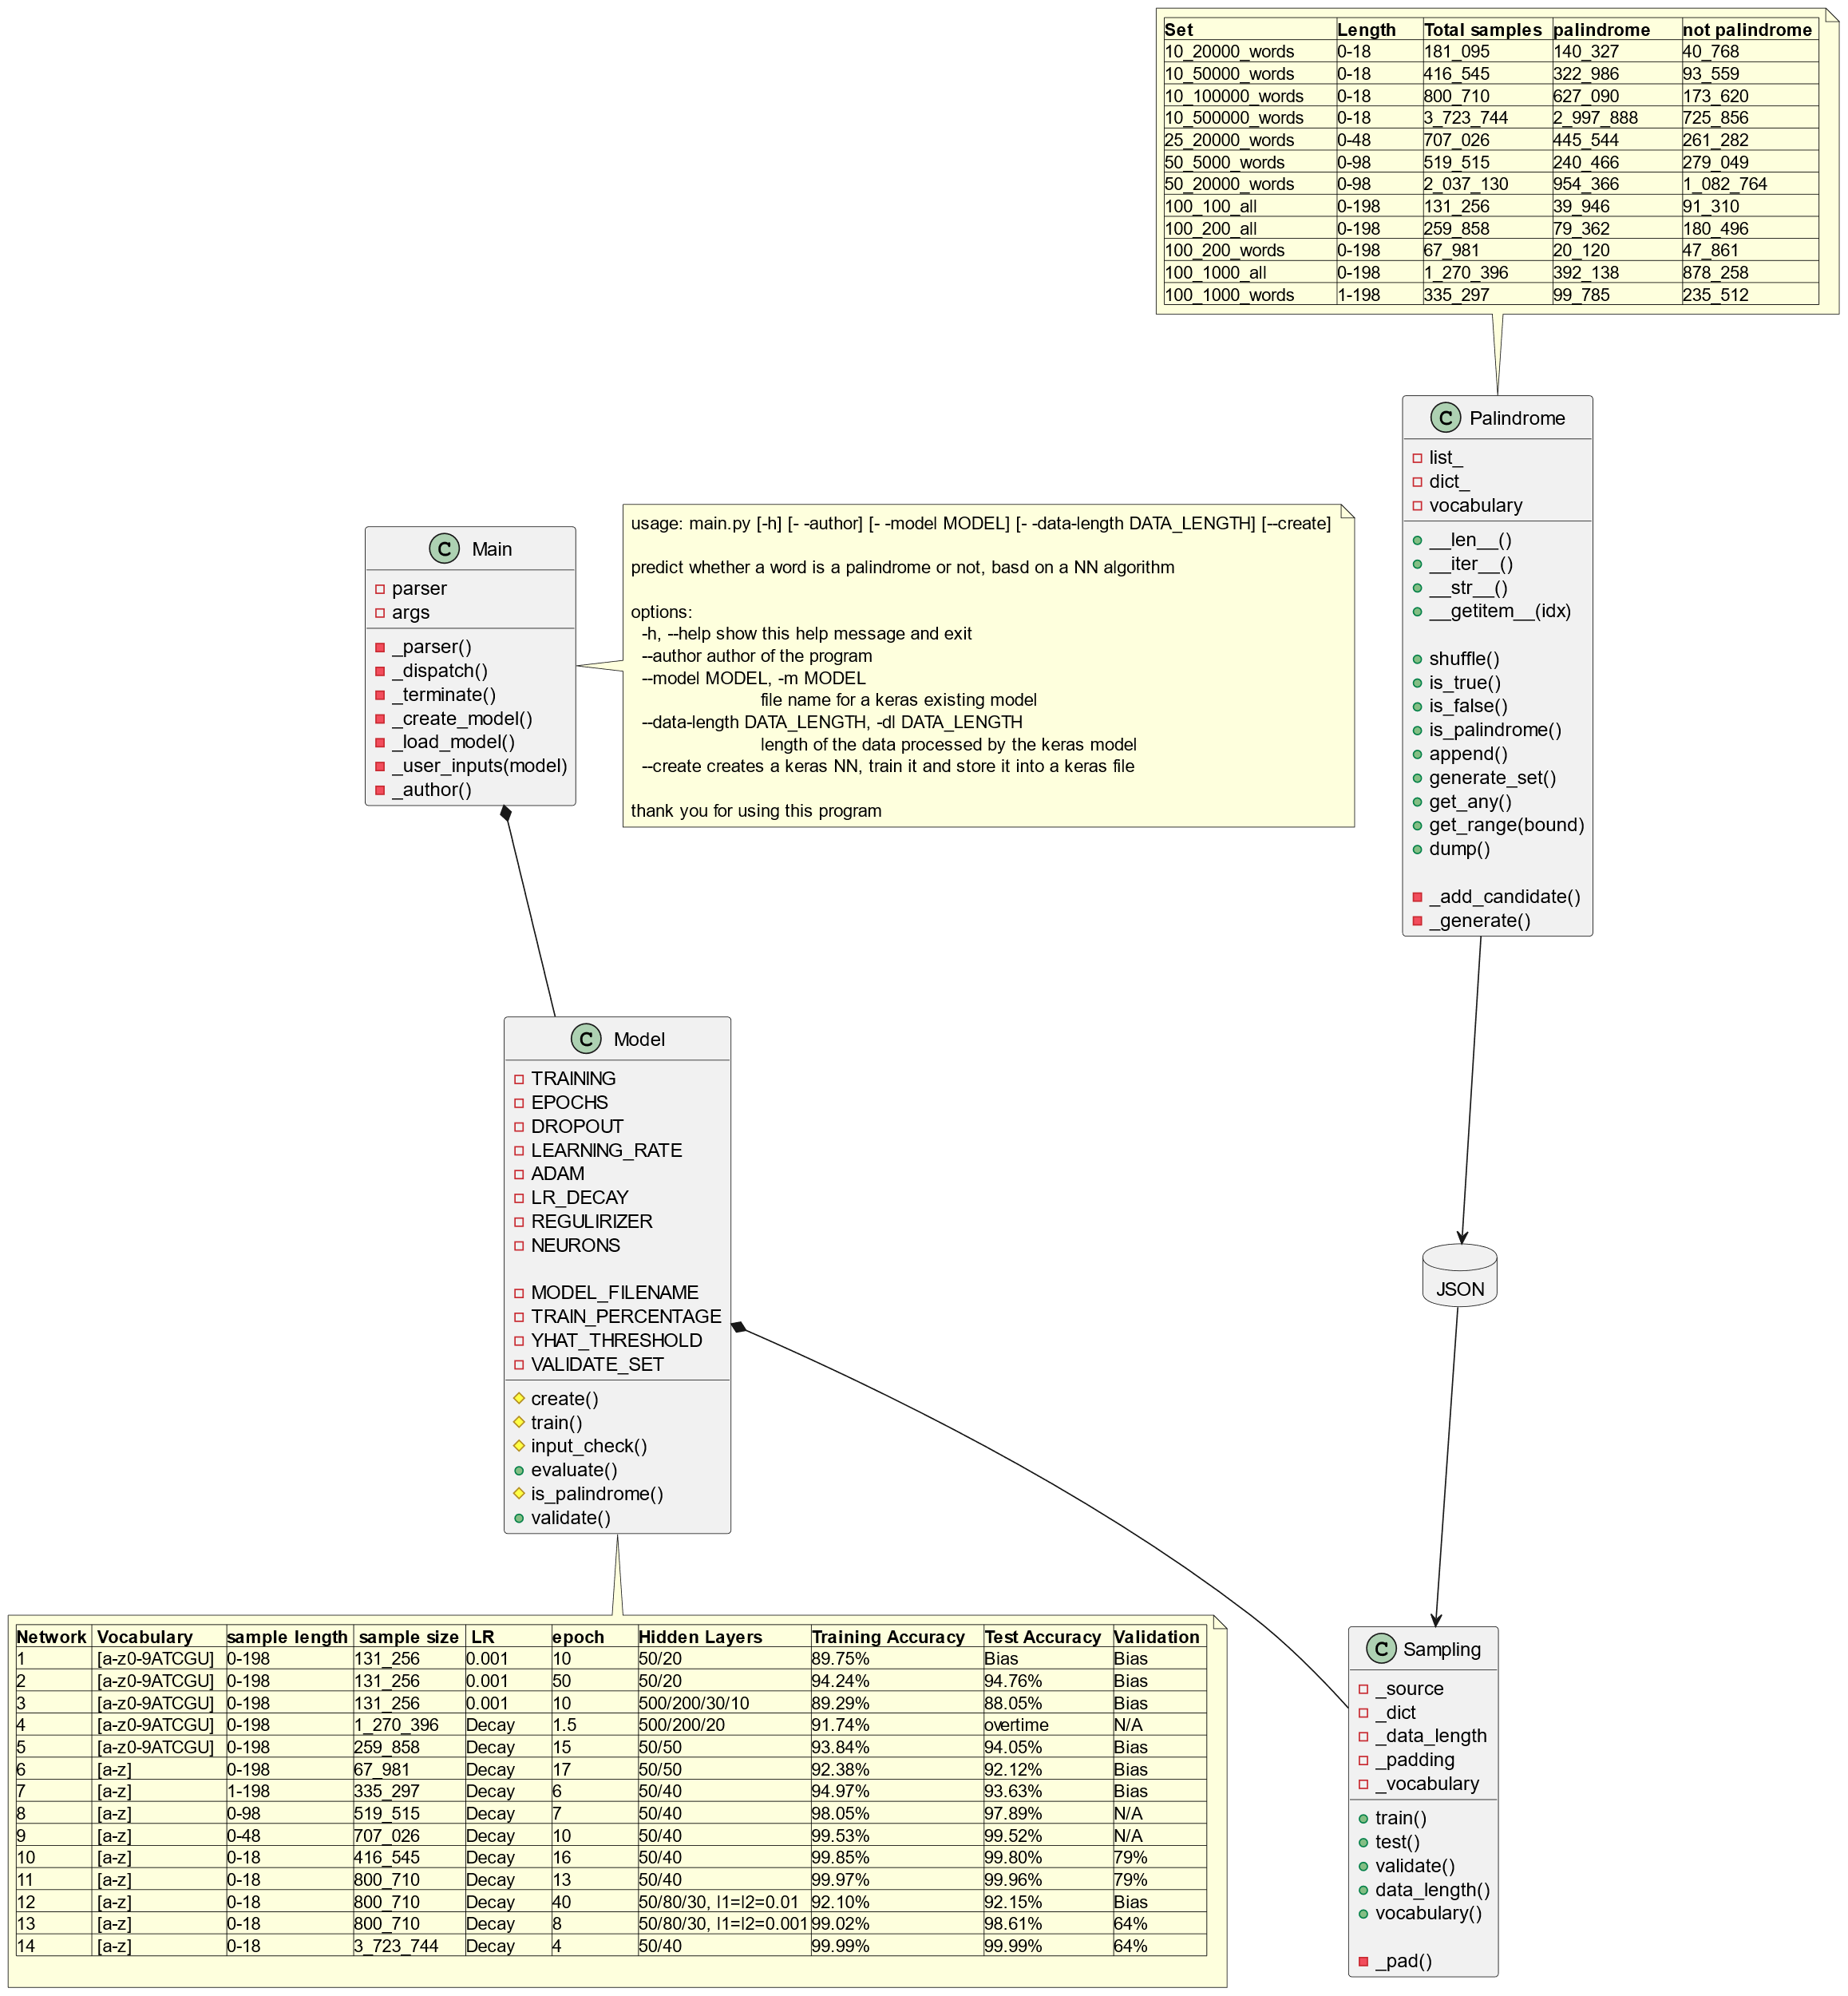 Set Length Total samples palindrome not palindrome
10_20000_words 0-18 181_095 140_327 40_768
10_50000_words 0-18 416_545 322_986 93_559
10_100000_words 0-18 800_710 627_090 173_620
10_500000_words 0-18 3_723_744 2_997_888 725_856
25_20000_words 0-48 707_026 445_544 261_282
50_5000_words 0-98 519_515 240_466 279_049
50_20000_words 0-98 2_037_130 954_366 1_082_764
100_100_all 0-198 131_256 39_946 91_310
100_200_all 0-198 259_858 79_362 180_496
100_200_words 0-198 67_981 20_120 47_861
100_1000_all 0-198 1_270_396 392_138 878_258
100_1000_words 1-198 335_297 99_785 235_512
C Palindrome
list_
dict_
vocabulary
__len__()
__iter__()
__str__()
__getitem__(idx)
shuffle()
is_true()
is_false()
is_palindrome()
append()
generate_set()
get_any()
get_range(bound)
dump()
_add_candidate()
_generate()
C Main
parser
args
_parser()
_dispatch()
_terminate()
_create_model()
_load_model()
_user_inputs(model)
_author()
usage: main.py [-h] [- -author] [- -model MODEL] [- -data-length DATA_LENGTH] [--create]
predict whether a word is a palindrome or not, basd on a NN algorithm
options:
-h, --help show this help message and exit
--author author of the program
--model MODEL, -m MODEL
file name for a keras existing model
--data-length DATA_LENGTH, -dl DATA_LENGTH
length of the data processed by the keras model
--create creates a keras NN, train it and store it into a keras file
thank you for using this program
C Model
TRAINING
EPOCHS
DROPOUT
LEARNING_RATE
ADAM
LR_DECAY
REGULIRIZER
NEURONS
MODEL_FILENAME
TRAIN_PERCENTAGE
YHAT_THRESHOLD
VALIDATE_SET
create()
train()
input_check()
evaluate()
is_palindrome()
validate()
JSON
Network Vocabulary sample length sample size LR epoch Hidden Layers Training Accuracy Test Accuracy Validation
1 [a-z0-9ATCGU] 0-198 131_256 0.001 10 50/20 89.75% Bias Bias
2 [a-z0-9ATCGU] 0-198 131_256 0.001 50 50/20 94.24% 94.76% Bias
3 [a-z0-9ATCGU] 0-198 131_256 0.001 10 500/200/30/10 89.29% 88.05% Bias
4 [a-z0-9ATCGU] 0-198 1_270_396 Decay 1.5 500/200/20 91.74% overtime N/A
5 [a-z0-9ATCGU] 0-198 259_858 Decay 15 50/50 93.84% 94.05% Bias
6 [a-z] 0-198 67_981 Decay 17 50/50 92.38% 92.12% Bias
7 [a-z] 1-198 335_297 Decay 6 50/40 94.97% 93.63% Bias
8 [a-z] 0-98 519_515 Decay 7 50/40 98.05% 97.89% N/A
9 [a-z] 0-48 707_026 Decay 10 50/40 99.53% 99.52% N/A
10 [a-z] 0-18 416_545 Decay 16 50/40 99.85% 99.80% 79%
11 [a-z] 0-18 800_710 Decay 13 50/40 99.97% 99.96% 79%
12 [a-z] 0-18 800_710 Decay 40 50/80/30, l1=l2=0.01 92.10% 92.15% Bias
13 [a-z] 0-18 800_710 Decay 8 50/80/30, l1=l2=0.001 99.02% 98.61% 64%
14 [a-z] 0-18 3_723_744 Decay 4 50/40 99.99% 99.99% 64%
C Sampling
_source
_dict
_data_length
_padding
_vocabulary
train()
test()
validate()
data_length()
vocabulary()
_pad()